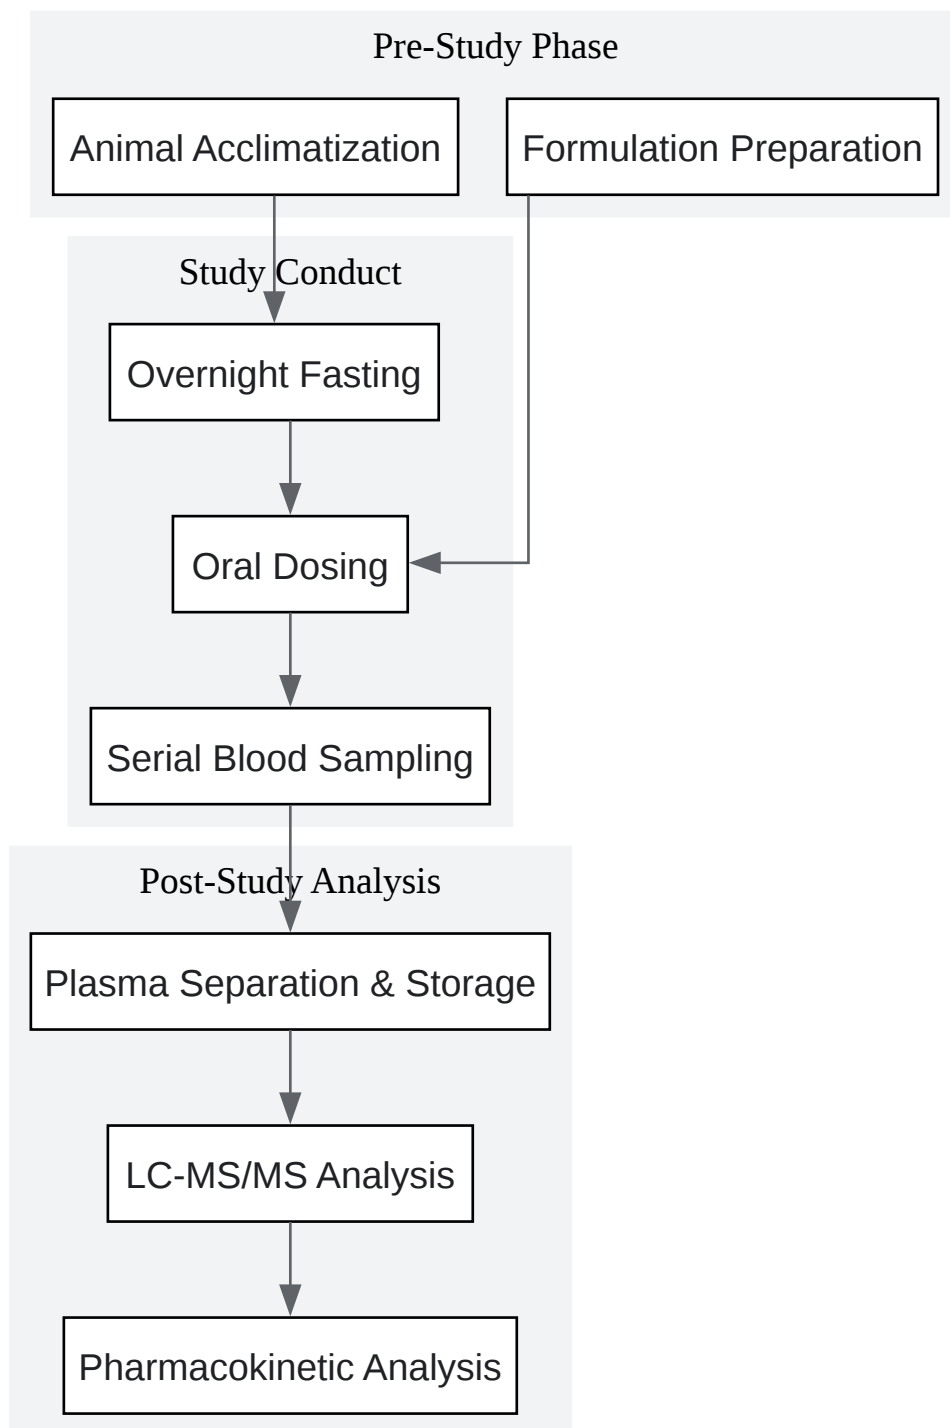 Pre-Study Phase
Animal Acclimatization
Formulation Preparation
Study Conduct
Overnight Fasting
Oral Dosing
Serial Blood Sampling
Post-Study Analysis
Plasma Separation & Storage
LC-MS/MS Analysis
Pharmacokinetic Analysis